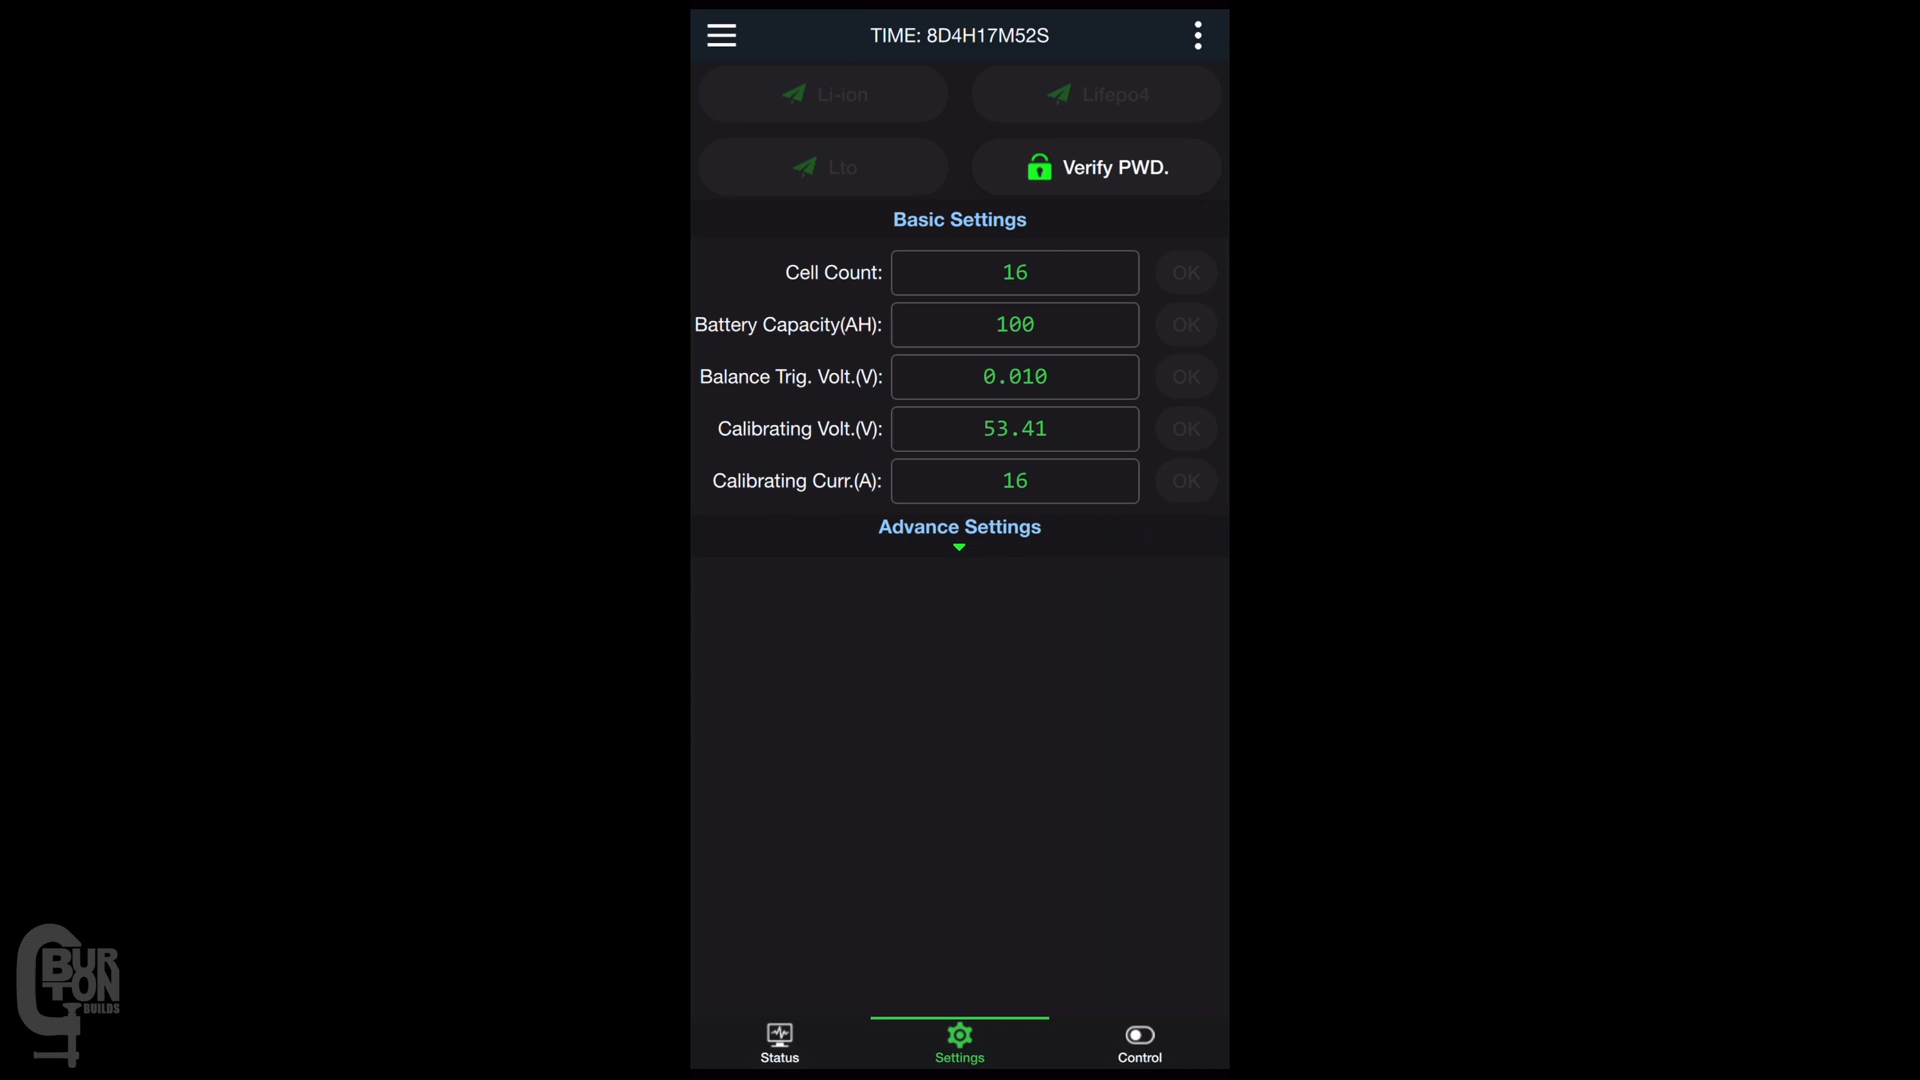 TIME: 8D4H17M52S
Li-ion
Lifepo4
Lto
Verify PWD.
Basic Settings
Cell Count: 16 OK
Battery Capacity(AH): 100 OK
Balance Trig. Volt.(V): 0.010 OK
Calibrating Volt.(V): 53.41 OK
Calibrating Curr.(A): 16 OK
Advance Settings
Status
Settings
Control
BUR
TON
BUILDS